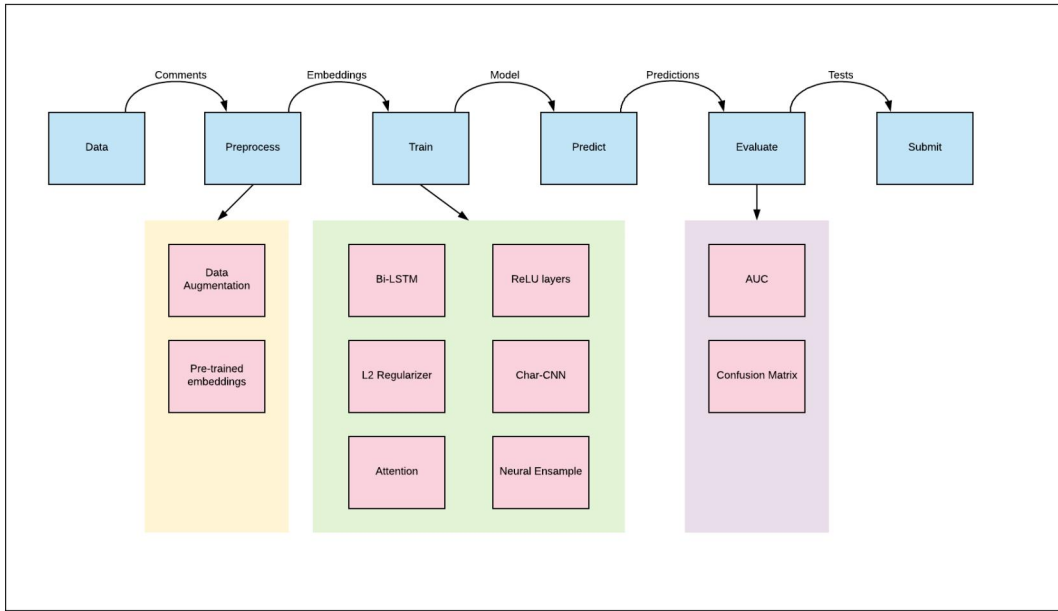 Comments
Embeddings
Model
Predictions
Tests
Data
Preprocess
Train
Predict
Evaluate
Submit
Data
Augmentation
Bi-LSTM
ReLU layers
AUC
Pre-trained
embeddings
L2 Regularizer
Char-CNN
Confusion Matrix
Attention
Neural Ensample